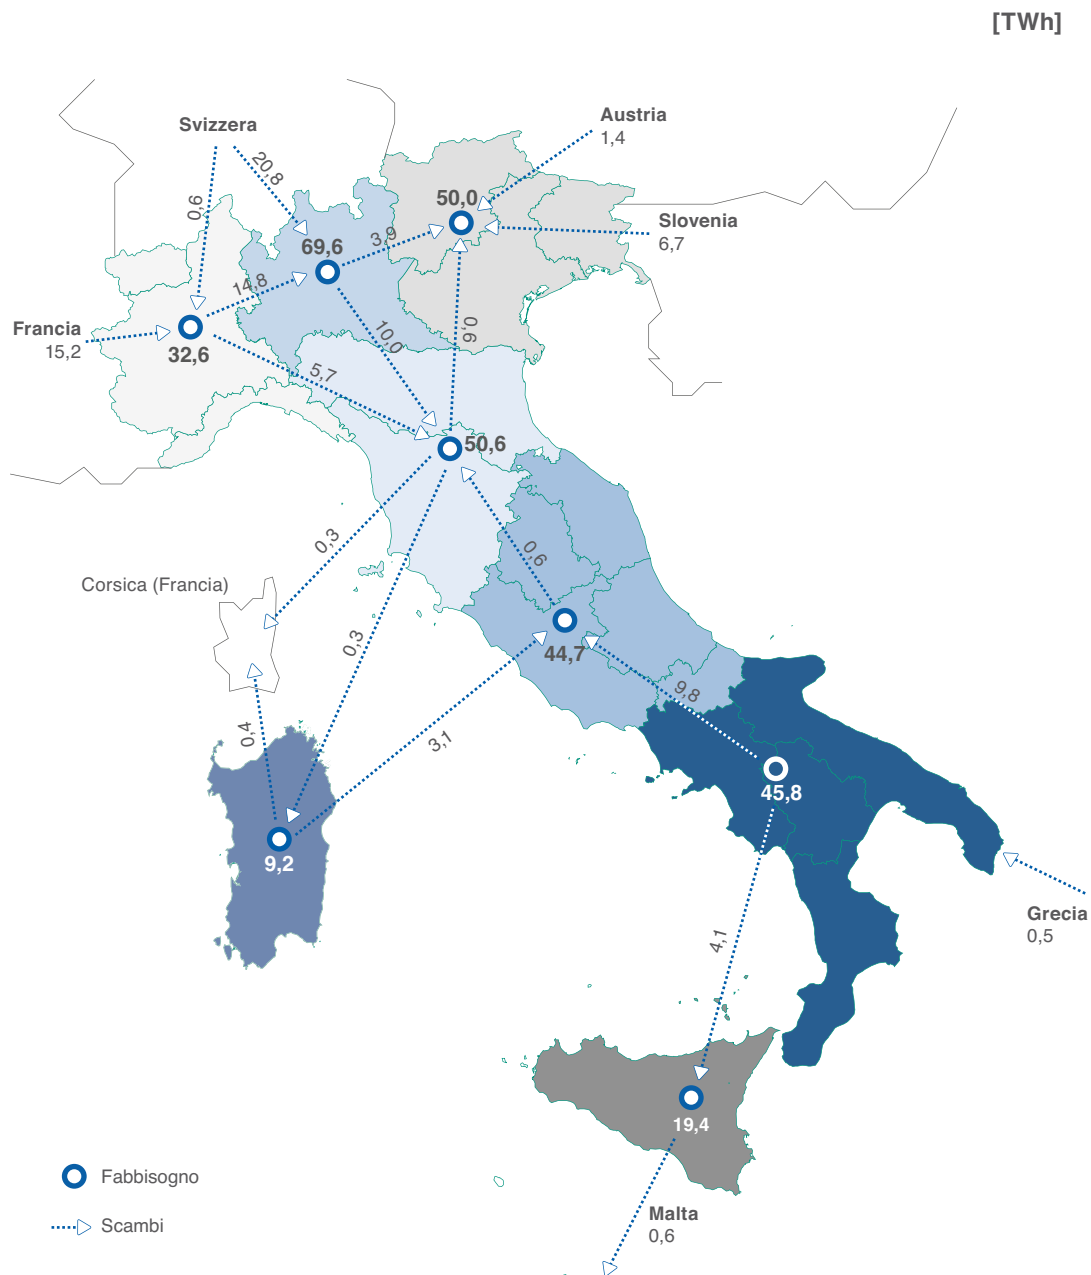 [TWh]
Svizzera
Austria
1,4
20,8
0,6
50,0
Slovenia
6,7
3,9
69,6
14,8
Francia
15,2
32,6
10,0
9,0
5,7
50,6
0,3
0,6
Corsica (Francia)
0,3
44,7
9,8
0,4
3,1
45,8
9,2
Grecia
0,5
4,1
19,4
Fabbisogno
Malta
0,6
Scambi